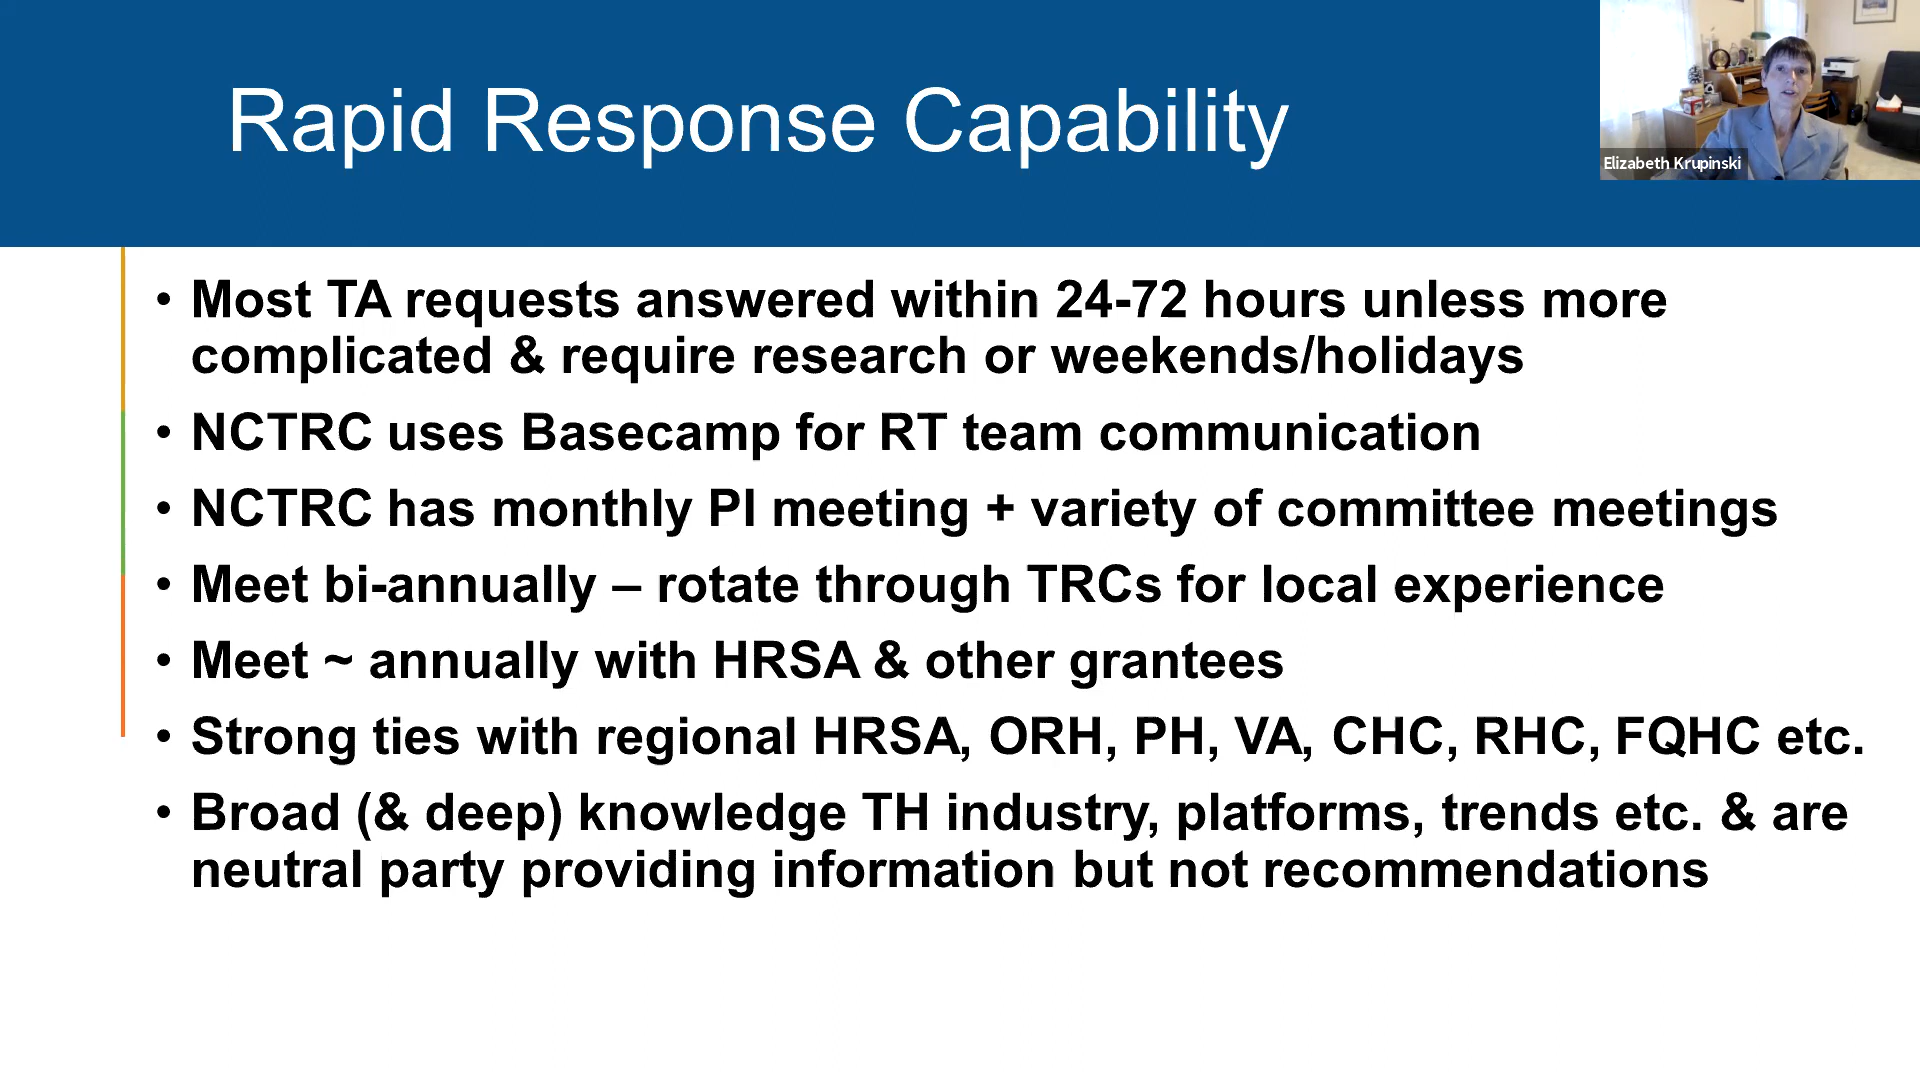 Rapid Response Capability
Elizabeth Krupinski
• Most TA requests answered within 24-72 hours unless more
complicated & require research or weekends/holidays
• NCTRC uses Basecamp for RT team communication
• NCTRC has monthly PI meeting + variety of committee meetings
• Meet bi-annually – rotate through TRCs for local experience
• Meet ~ annually with HRSA & other grantees
• Strong ties with regional HRSA, ORH, PH, VA, CHC, RHC, FQHC etc.
• Broad (& deep) knowledge TH industry, platforms, trends etc. & are
neutral party providing information but not recommendations